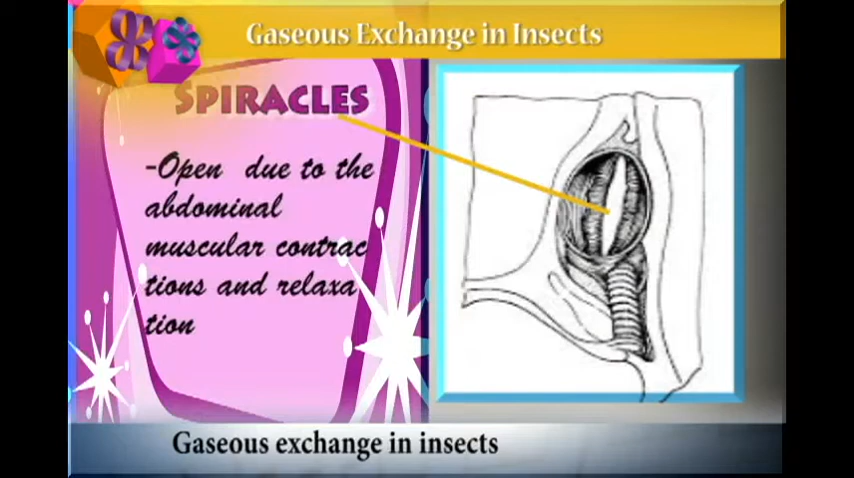 Gaseous Exchange in Insects
SPIRACLES
-Open due to the
abdominal
muscular contrac
tions and relaxa
tion
Gaseous exchange in insects